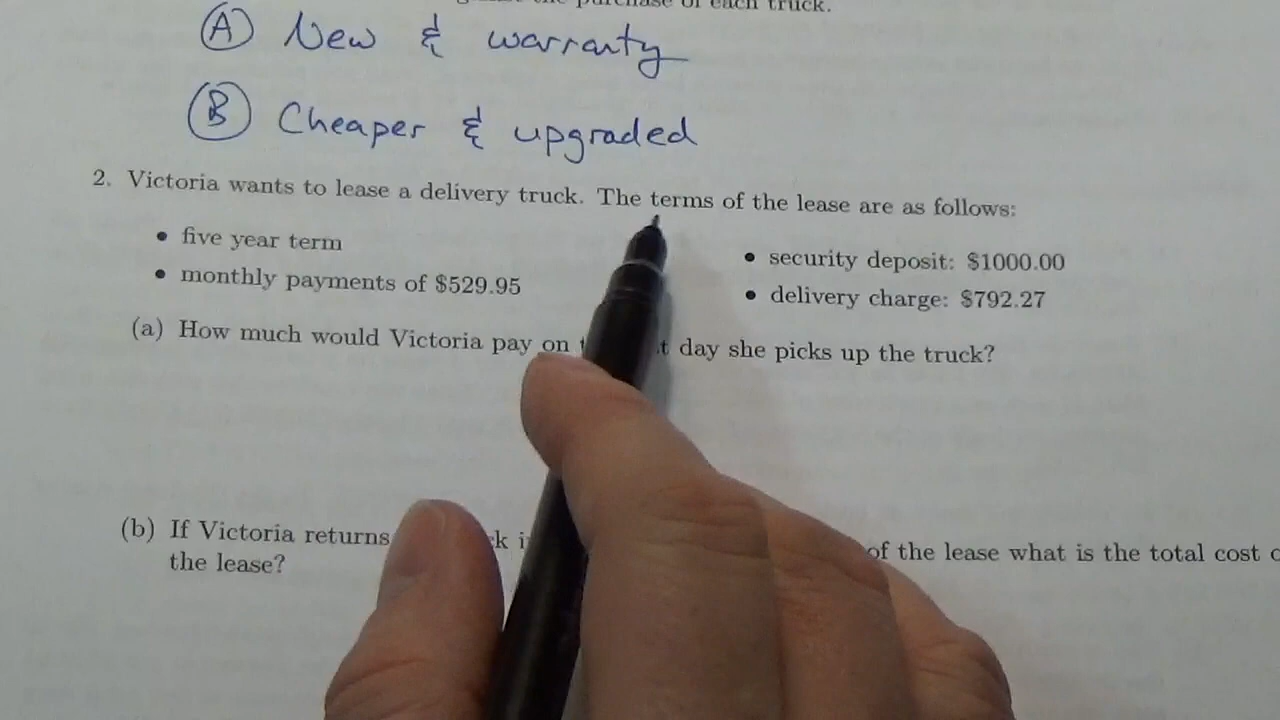 the purchase of each truck.
(A) New & warranty
(B) Cheaper & upgraded
2. Victoria wants to lease a delivery truck. The terms of the lease are as follows:
• five year term
• monthly payments of $529.95
• security deposit: $1000.00
• delivery charge: $792.27
(a) How much would Victoria pay on day she picks up the truck?
(b) If Victoria returns of the lease what is the total cost
the lease?